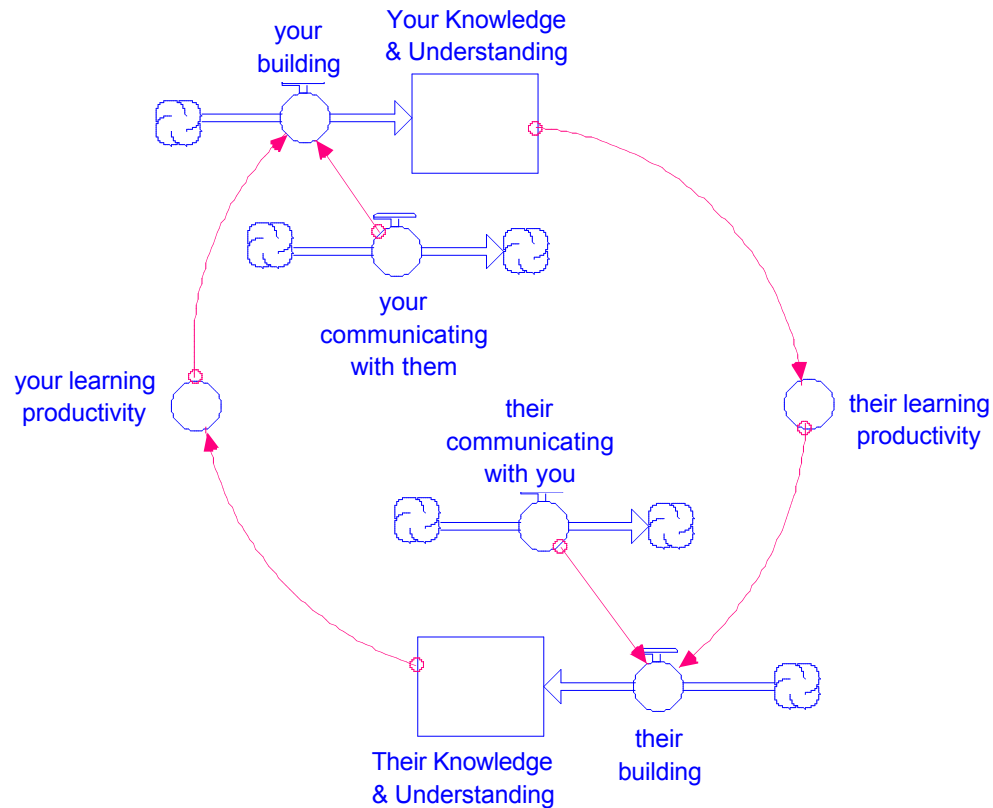 Your Knowledge
& Understanding
your
building
your
communicating
with them
your learning
productivity
their
communicating
with you
their learning
productivity
Their Knowledge
& Understanding
their
building